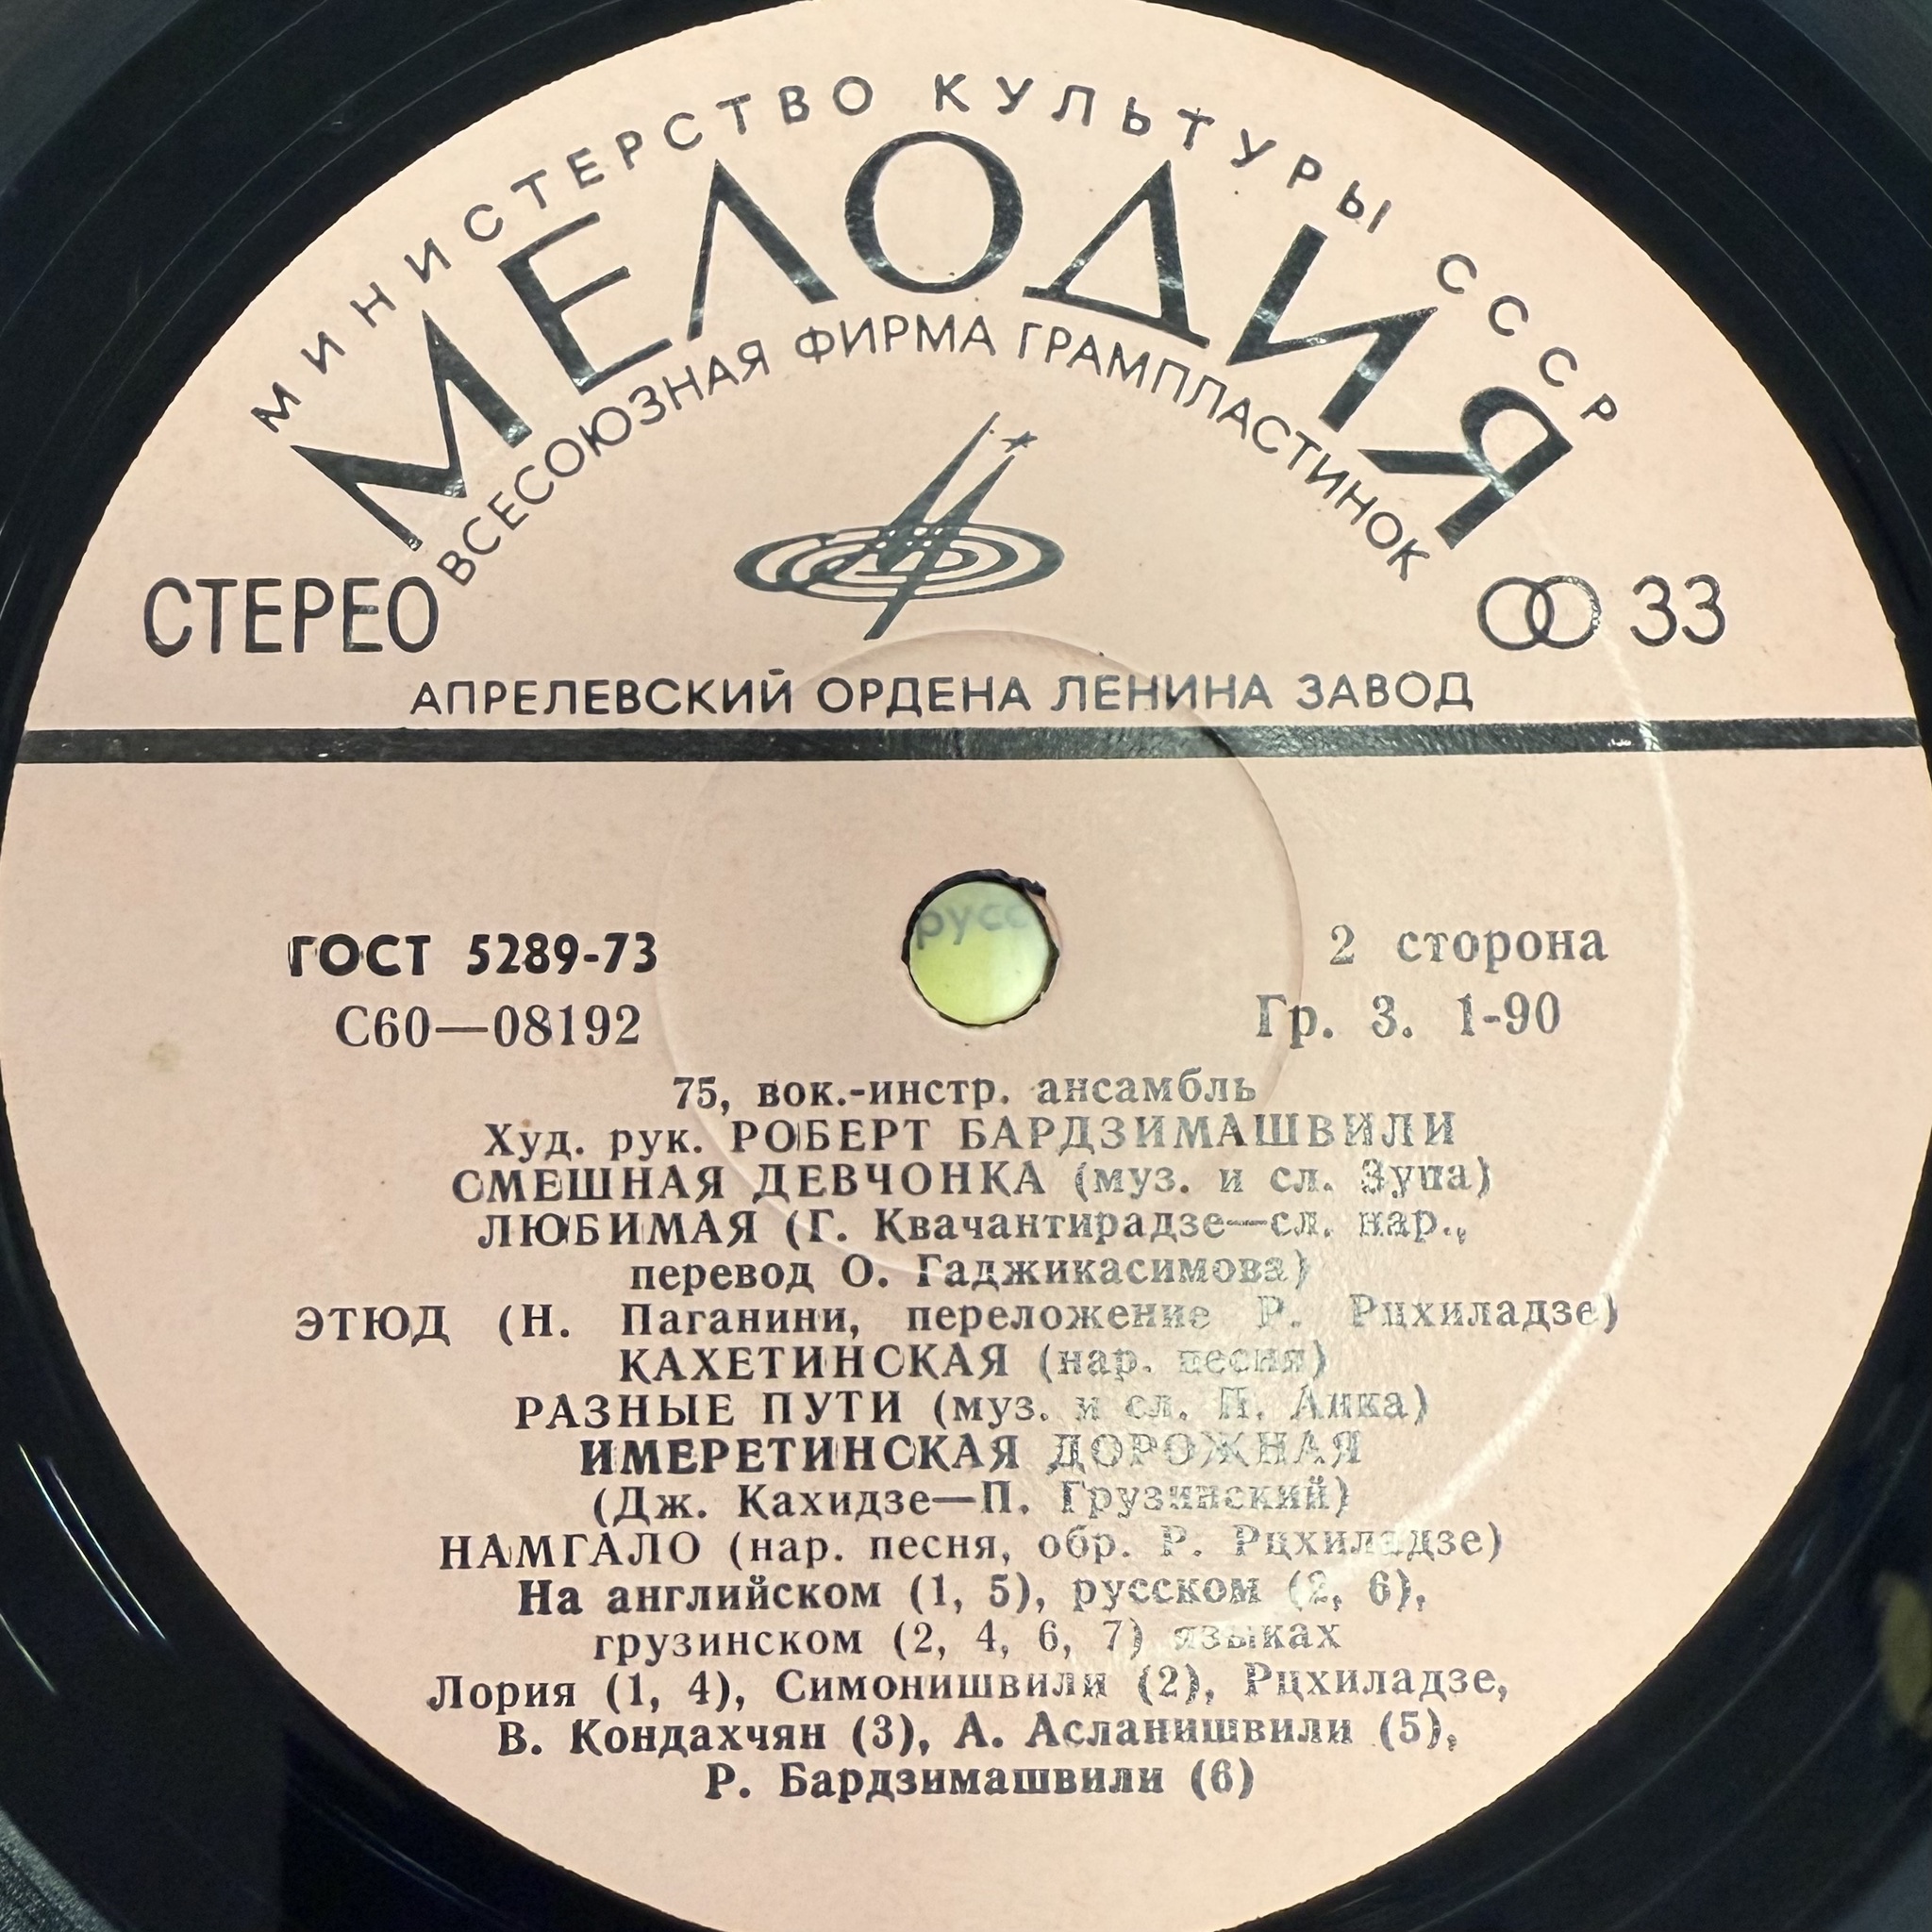 МИНИСТЕРСТВО КУЛЬТУРЫ СССР
МЕЛОДИЯ
ВСЕСОЮЗНАЯ ФИРМА ГРАМПЛАСТИНОК
СТЕРЕО
33
АПРЕЛЕВСКИЙ ОРДЕНА ЛЕНИНА ЗАВОД
русс
ГОСТ 5289-73
2 сторона
С60—08192
Гр. 3. 1-90
75, вок.-инстр. ансамбль
Худ. рук. РОБЕРТ БАРДЗИМАШВИЛИ
СМЕШНАЯ ДЕВЧОНКА (муз. и сл. Зупа)
ЛЮБИМАЯ (Г. Квачантирадзе—сл. нар.,
перевод О. Гаджикасимова)
ЭТЮД (Н. Паганини, переложение Р. Рцхиладзе)
КАХЕТИНСКАЯ (нар. песня)
РАЗНЫЕ ПУТИ (муз. и сл. П. Анка)
ИМЕРЕТИНСКАЯ ДОРОЖНАЯ
(Дж. Кахидзе—П. Грузинский)
НАМГАЛО (нар. песня, обр. Р. Рцхиладзе)
На английском (1, 5), русском (2, 6),
грузинском (2, 4, 6, 7) языках
Лория (1, 4), Симонишвили (2), Рцхиладзе,
В. Кондахчян (3), А. Асланишвили (5),
Р. Бардзимашвили (6)